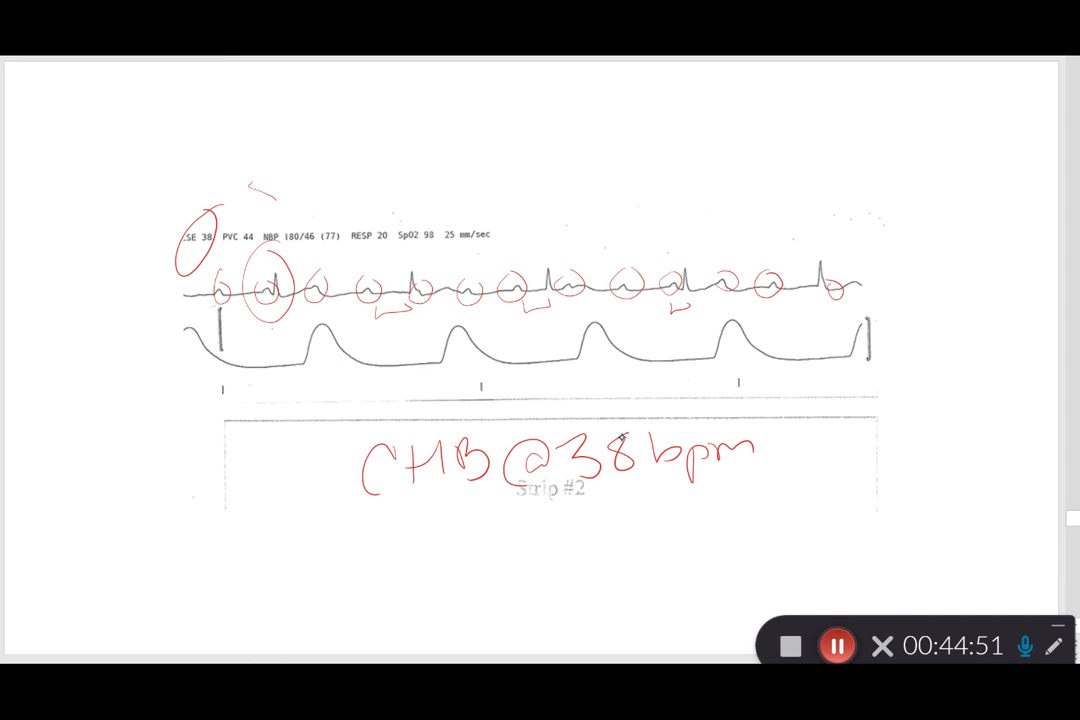 .SE 38 PVC 44 NBP 180/46 (77) RESP 20 SpO2 98 25 mm/sec
CHB @ 38 bpm
Strip #2
00:44:51